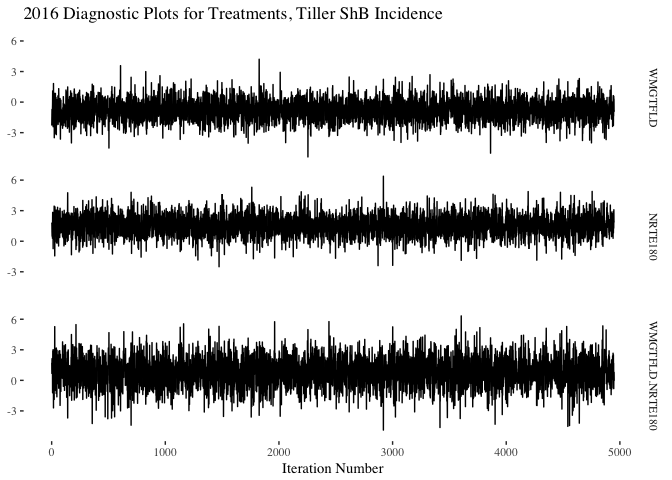 2016 Diagnostic Plots for Treatments, Tiller ShB Incidence
6
3
0
-3
WMGTFLD
6
3
0
-3
NRTE180
6
3
0
-3
WMGTFLD.NRTE180
0 1000 2000 3000 4000 5000
Iteration Number